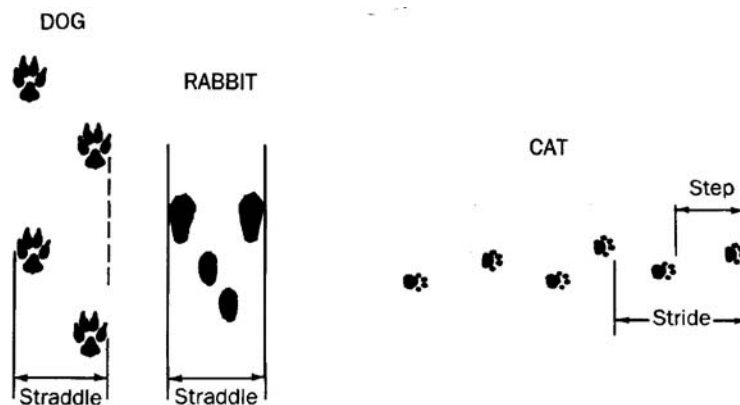 DOG
RABBIT
CAT
Step
Stride
Straddle
Straddle